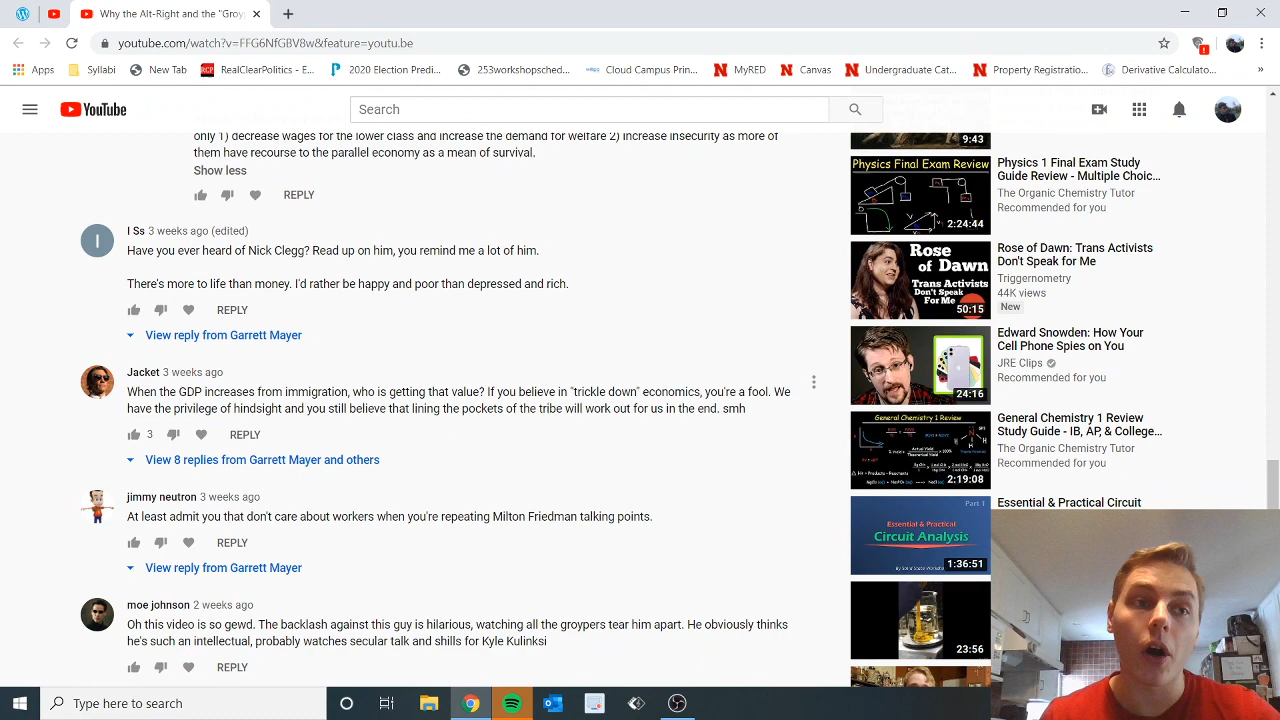 Why the Alt-Right and the "Groy
youtube.com/watch?v=FFG6NfGBV8w&feature=youtu.be
Apps
Syllabi
New Tab
RealClearPolitics - E...
2020 Election Predi...
253workshopsched...
Cloud Campus Prin...
MyRED
Canvas
Undergraduate Cat...
Property Registratio...
Derivative Calculato...
»
YouTube
Search
only 1) decrease wages for the lower class and increase the demand for welfare 2) increase insecurity as more of
them have to use to the parallel economy as a mean of survival.
Show less
REPLY
I Ss 3 weeks ago (edited)
Have you ever heard of Nick Clegg? Read up on him, you remind me a lot of him.
There's more to life than money. I'd rather be happy and poor than depressed and rich.
REPLY
View reply from Garrett Mayer
Jacket 3 weeks ago
When the GDP increases from immigration, who is getting that value? If you believe in “trickle down” economics, you're a fool. We
have the privilege of hindsight and you still believe that lining the pockets of the tribe will work out for us in the end. smh
3
REPLY
View 8 replies from Garrett Mayer and others
jimmy neutron 3 weeks ago
At least admit you just don't care about workers when you're repeating Milton Friedman talking points.
REPLY
View reply from Garrett Mayer
moe johnson 2 weeks ago
Oh this video is so cool. The backlash against this guy is hilarious, watching all the groypers tear him apart. He obviously thinks
he's such an intellectual, probably watches secular talk and shills for Kyle Kulinksi
REPLY
9:43
Physics Final Exam Review
2:24:44
Physics 1 Final Exam Study
Guide Review - Multiple Choic...
The Organic Chemistry Tutor
Recommended for you
Rose
of Dawn:
Trans Activists
Don't Speak
For Me
50:15
Rose of Dawn: Trans Activists
Don't Speak for Me
Triggernometry
44K views
New
24:16
Edward Snowden: How Your
Cell Phone Spies on You
JRE Clips
Recommended for you
General Chemistry 1 Review
2:19:08
General Chemistry 1 Review
Study Guide - IB, AP, & College...
The Organic Chemistry Tutor
Recommended for you
Part 1
Essential & Practical
Circuit Analysis
1:36:51
Essential & Practical Circuit
23:56
Type here to search